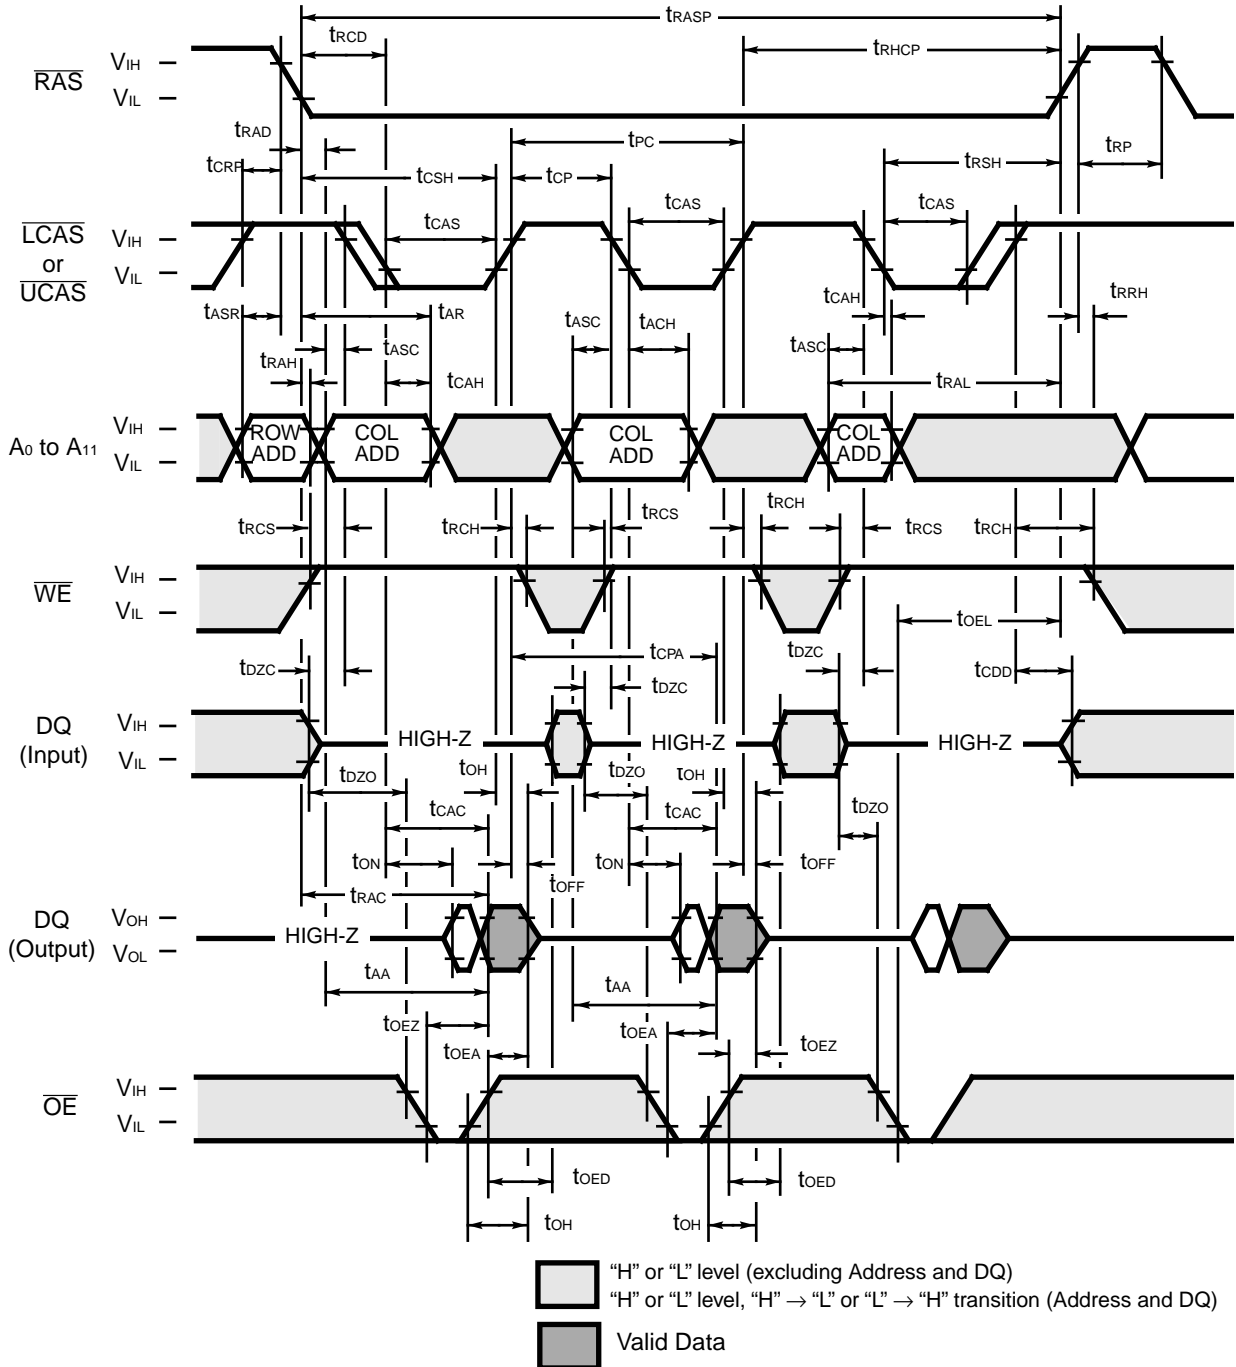 tRASP
tRCD
tRHCP
RAS
VIH
VIL
tRAD
tPC
tCRP
tCSH
tCP
tRSH
tRP
LCAS
or
UCAS
VIH
VIL
tCAS
tCAS
tCAS
tCAH
tRRH
tASR
tAR
tASC
tACH
tRAH
tASC
tCAH
tASC
tRAL
A0 to A11
VIH
VIL
ROW
ADD
COL
ADD
COL
ADD
COL
ADD
tRCS
tRCH
tRCS
tRCH
tRCS
tRCH
WE
VIH
VIL
tOEL
tDZC
tCPA
tDZC
tDZC
tCDD
DQ
(Input)
VIH
VIL
HIGH-Z
HIGH-Z
HIGH-Z
tDZO
tOH
tDZO
tOH
tCAC
tCAC
tDZO
tON
tOFF
tON
tOFF
tRAC
DQ
(Output)
VOH
VOL
HIGH-Z
tAA
tAA
tOEZ
tOEA
tOEA
tOEZ
OE
VIH
VIL
tOED
tOED
tOH
tOH
“H” or “L” level (excluding Address and DQ)
“H” or “L” level, “H” → “L” or “L” → “H” transition (Address and DQ)
Valid Data